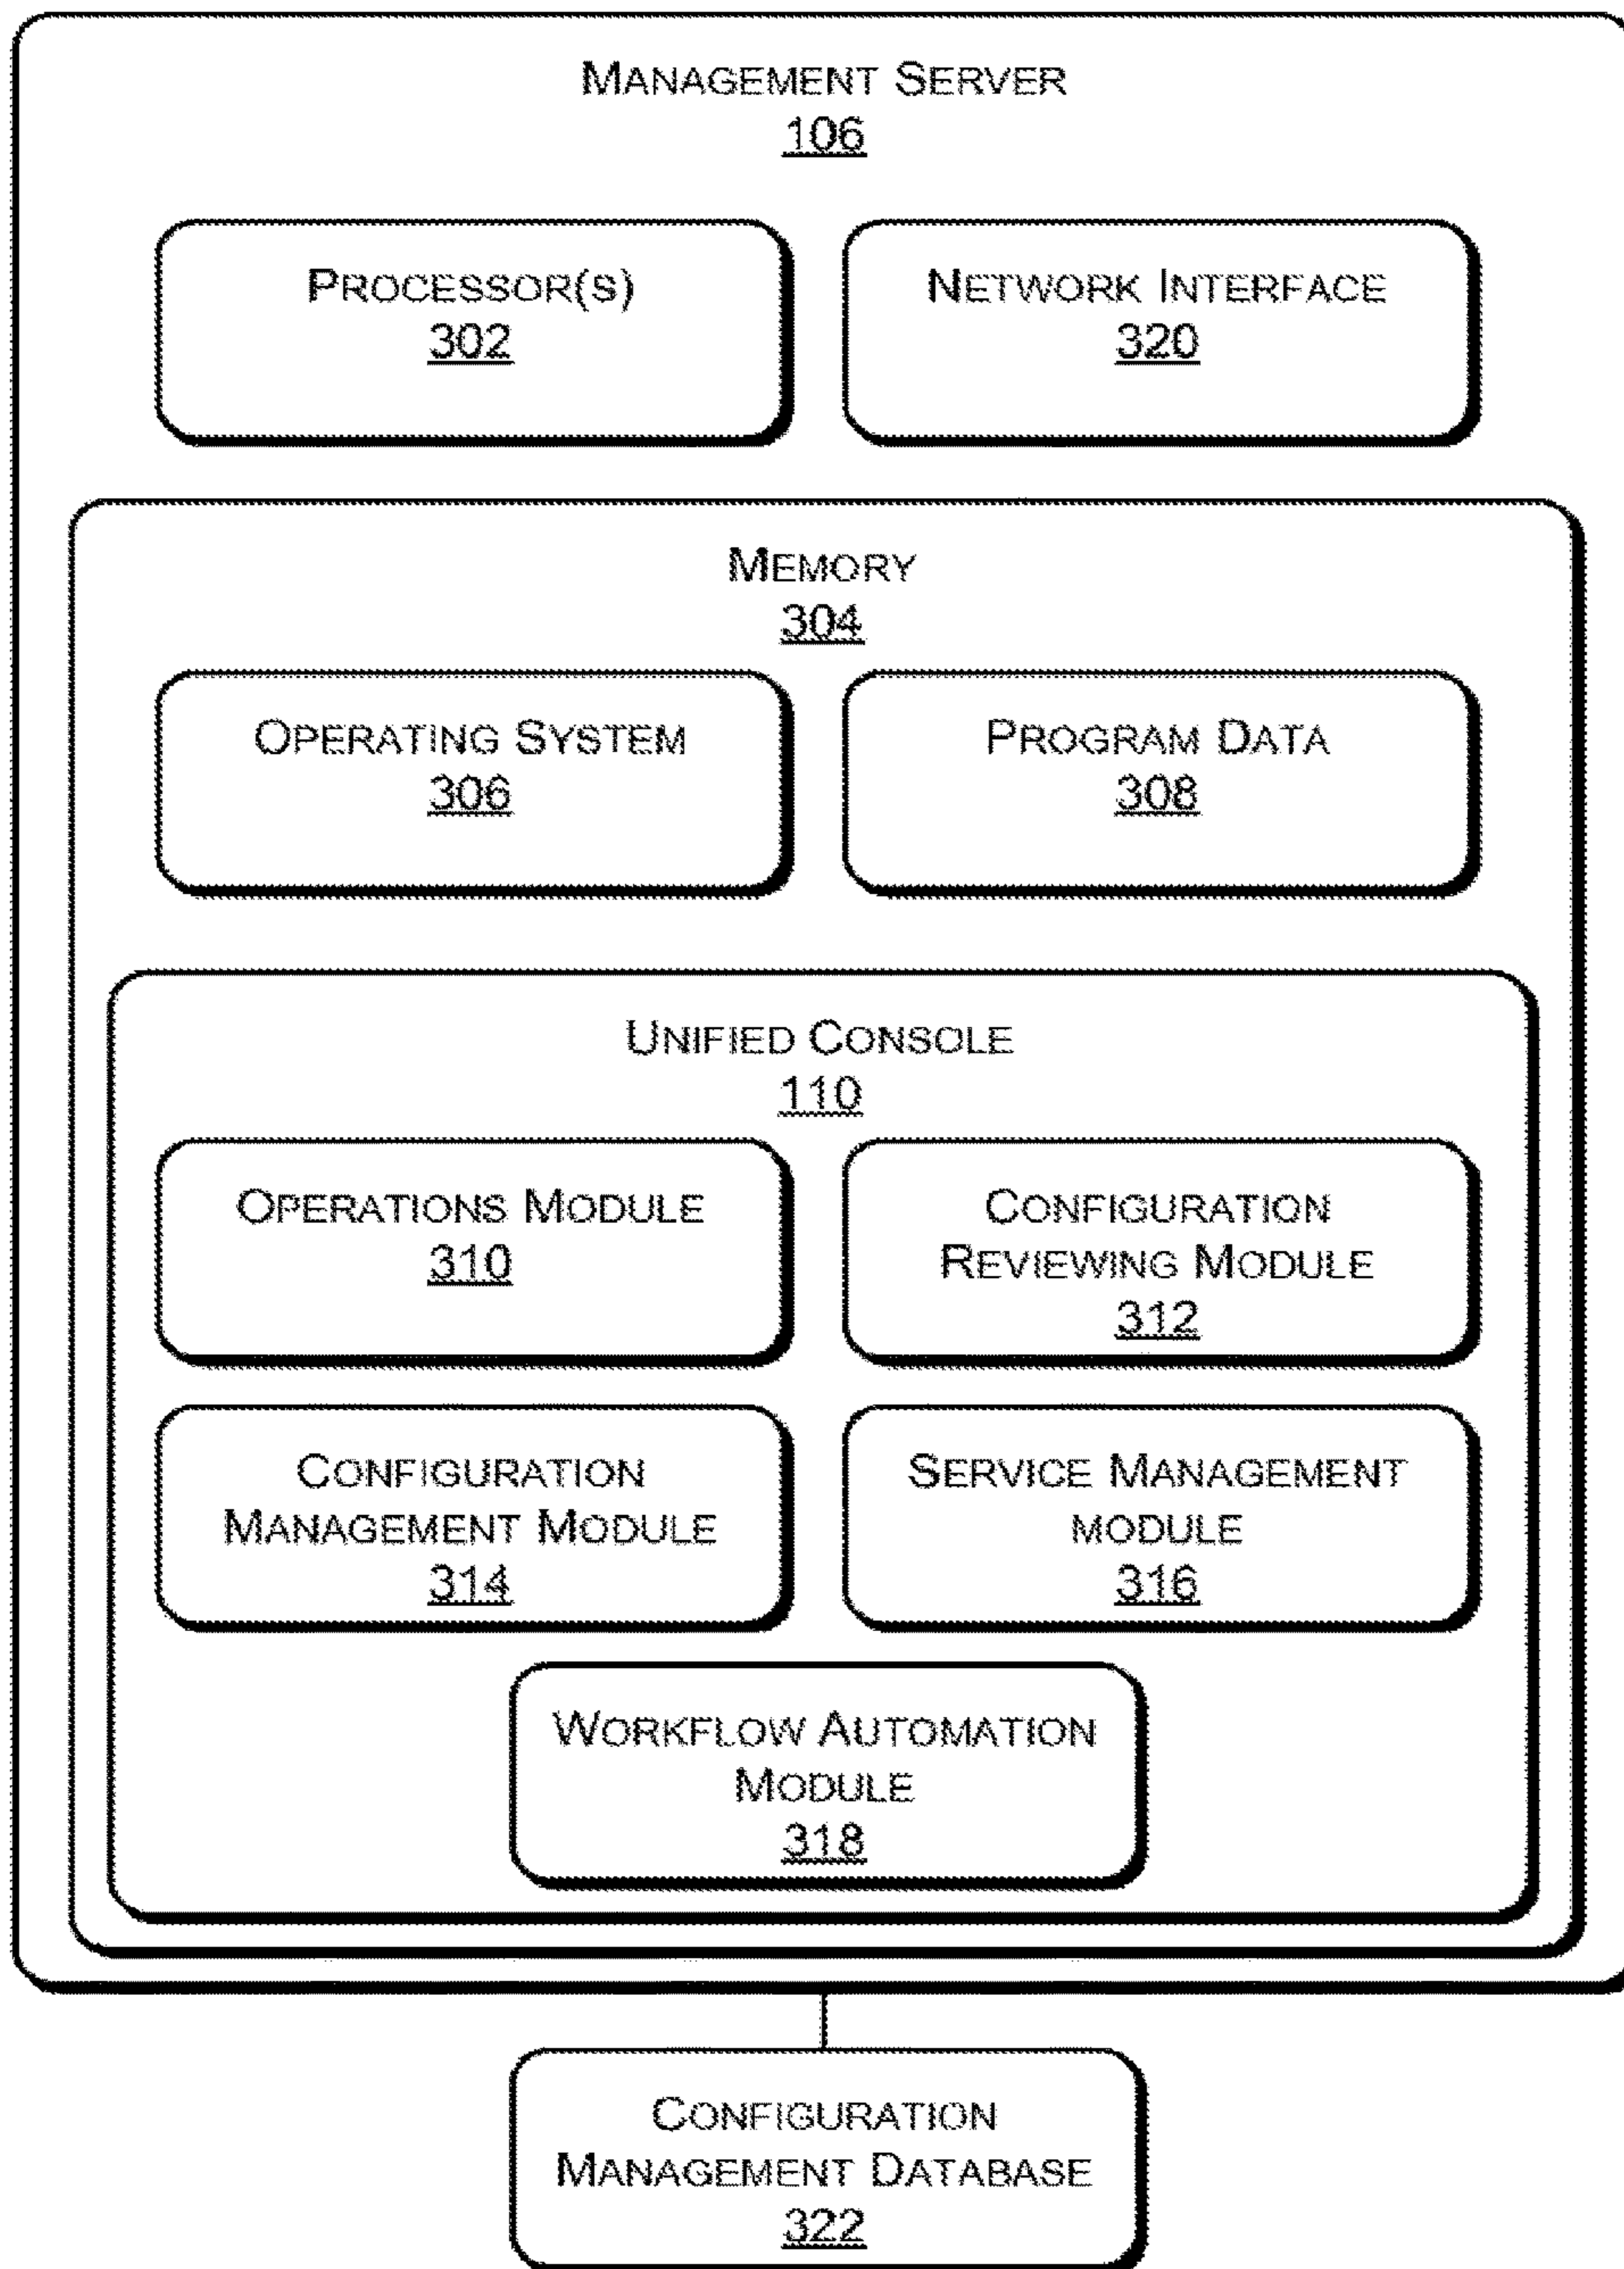 MANAGEMENT SERVER
106
PROCESSOR(S)
302
NETWORK INTERFACE
320
MEMORY
304
OPERATING SYSTEM
306
PROGRAM DATA
308
UNIFIED CONSOLE
110
OPERATIONS MODULE
310
CONFIGURATION
REVIEWING MODULE
312
CONFIGURATION
MANAGEMENT MODULE
314
SERVICE MANAGEMENT
MODULE
316
WORKFLOW AUTOMATION
MODULE
318
CONFIGURATION
MANAGEMENT DATABASE
322